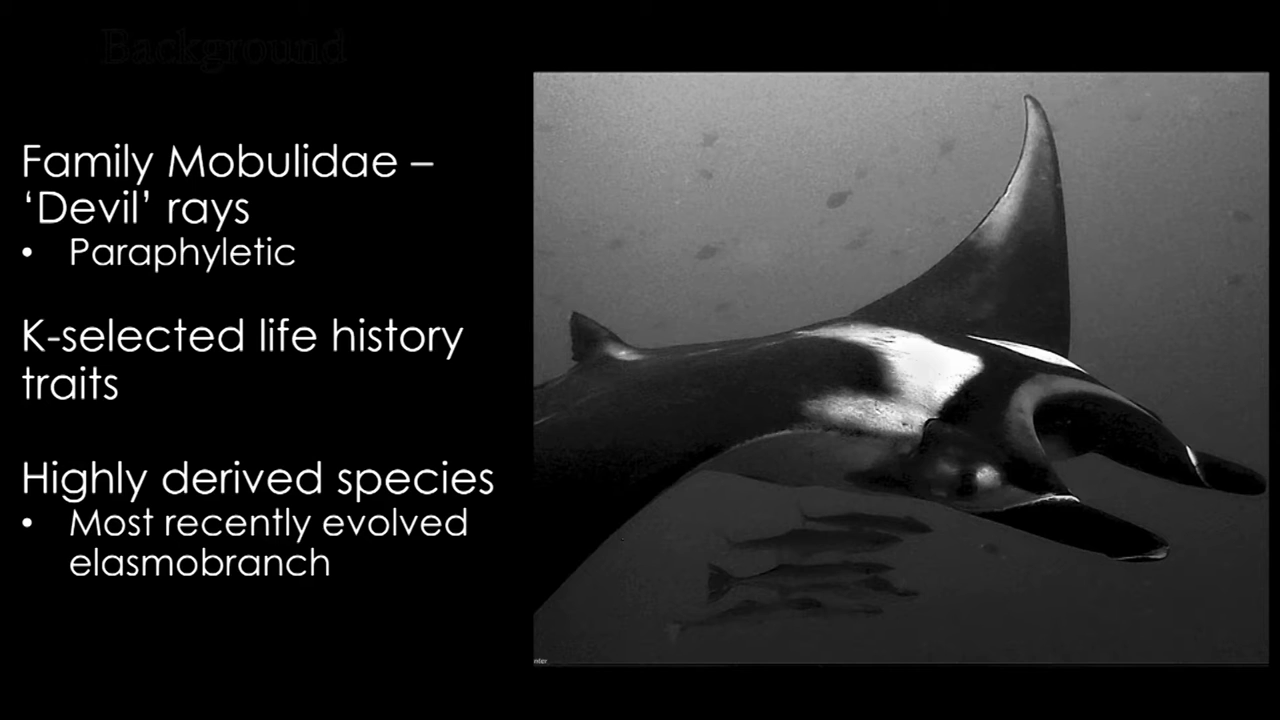 Background
Family Mobulidae –
‘Devil’ rays
• Paraphyletic
K-selected life history
traits
Highly derived species
• Most recently evolved
elasmobranch